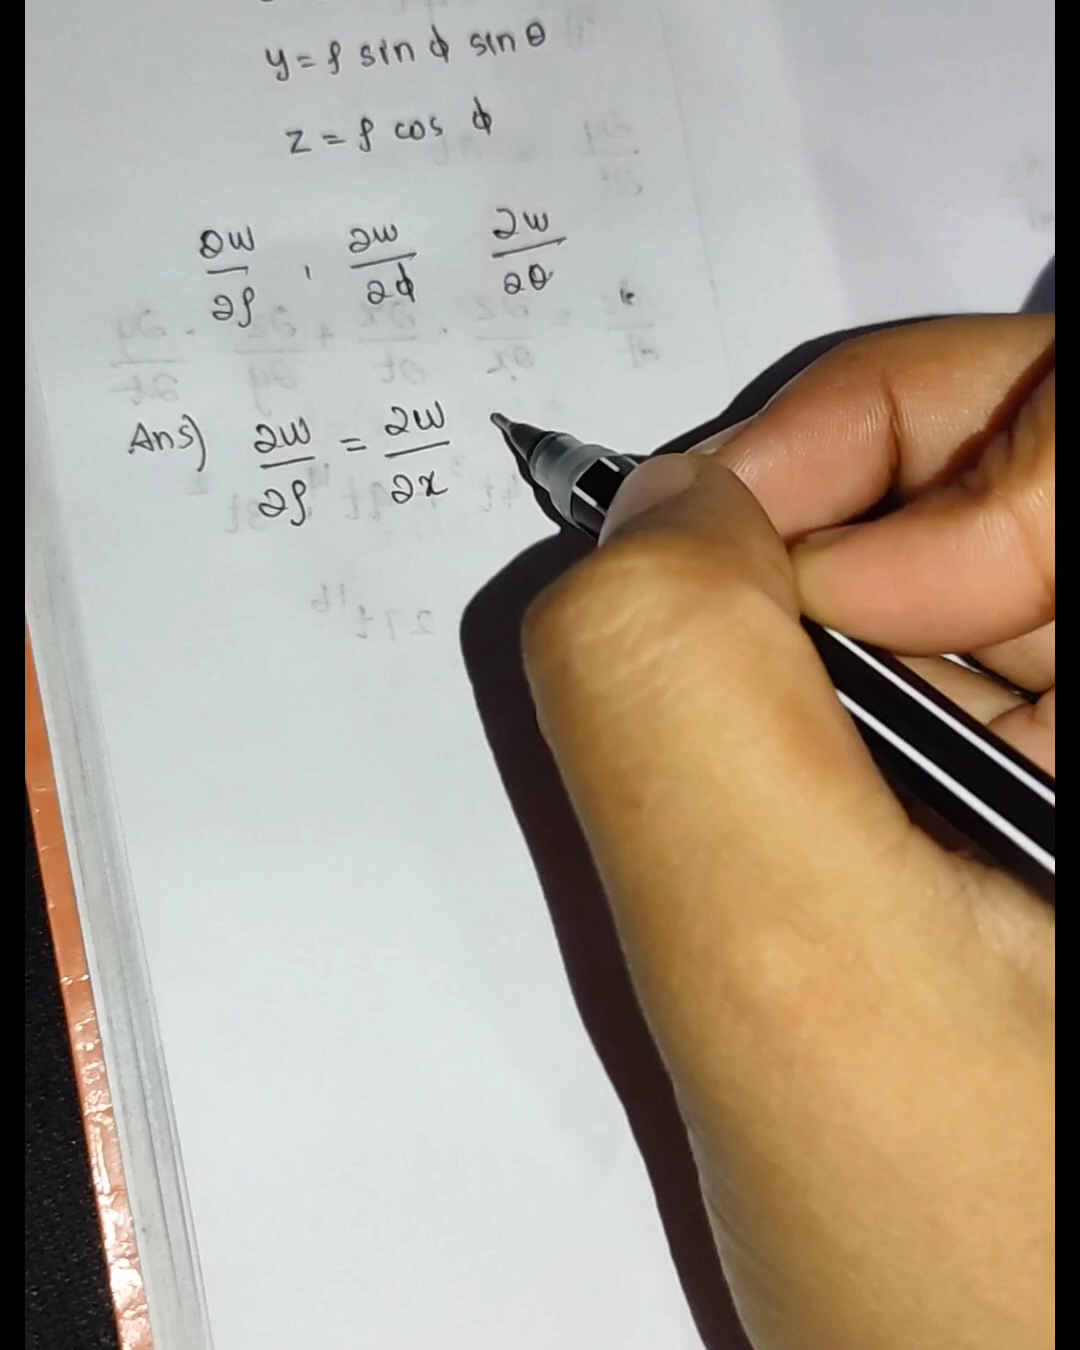 y = ρ sin ϕ sin θ
z = ρ cos ϕ
∂w/∂ρ , ∂w/∂ϕ ∂w/∂θ
Ans) ∂w/∂ρ = ∂w/∂x